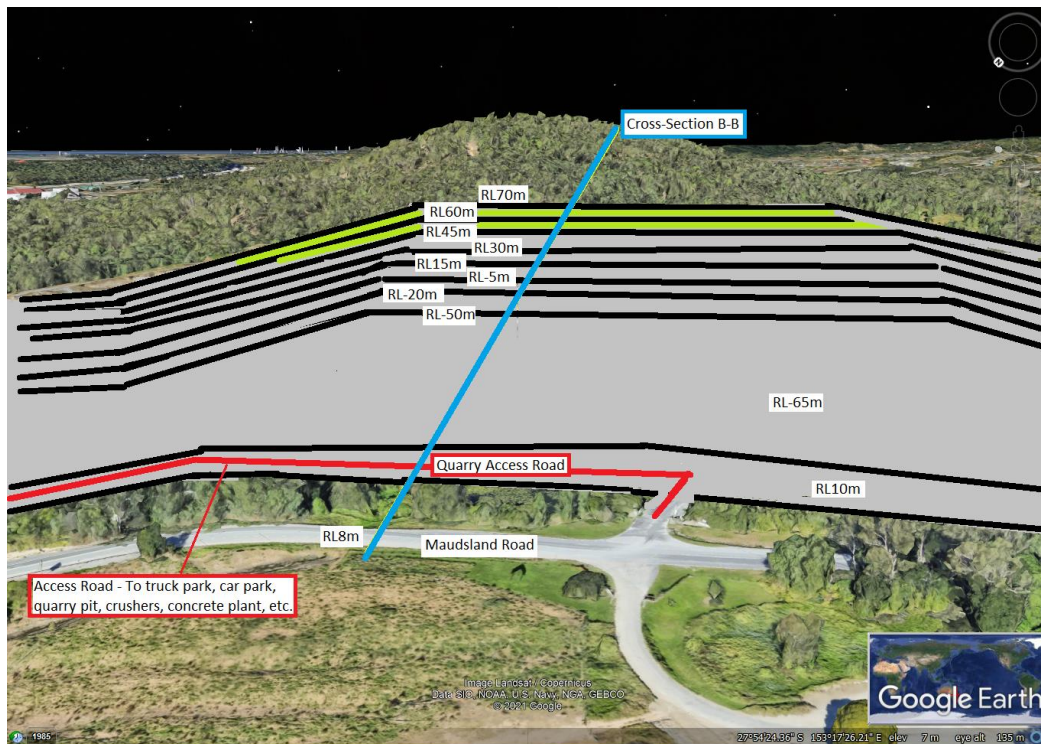 Cross-Section B-B
RL70m
RL60m
RL45m
RL30m
RL15m
RL-5m
RL-20m
RL-50m
RL-65m
Quarry Access Road
RL10m
RL8m
Maudsland Road
Access Road - To truck park, car park,
quarry pit, crushers, concrete plant, etc.
Image Landsat / Copernicus
Data SIO, NOAA, U.S. Navy, NGA, GEBCO
© 2021 Google
Google Earth
1985
27°54'24.36" S 153°17'26.21" E elev 7 m eye alt 135 m